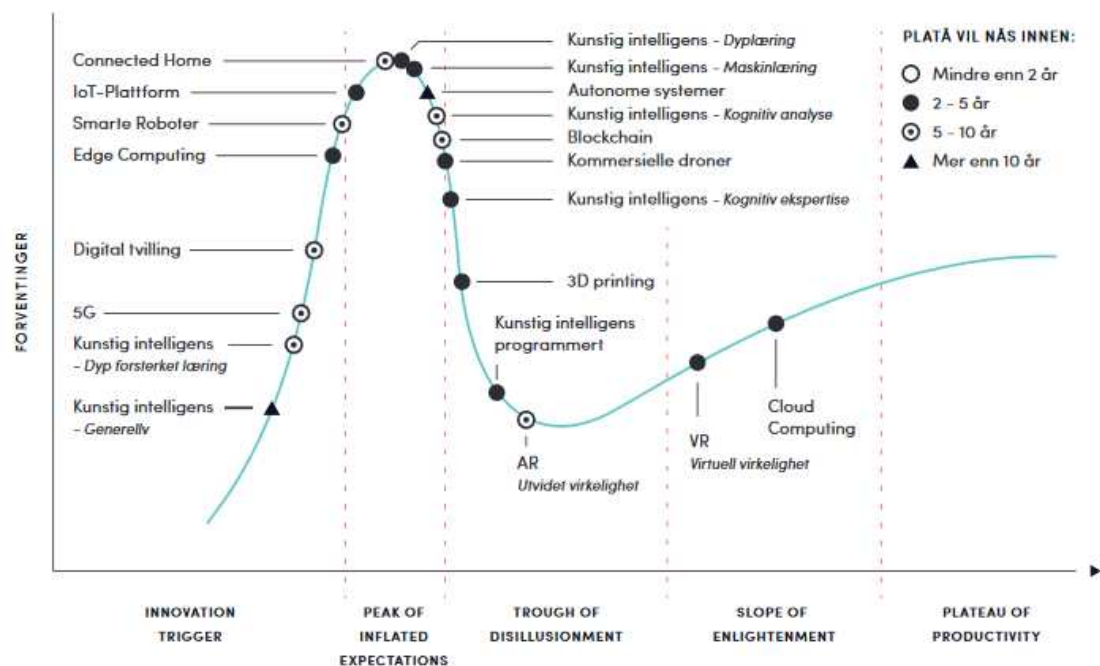 Connected Home
IoT-Plattform
Smarte Roboter
Edge Computing
Digital tvilling
5G
Kunstig intelligens
- Dyp forsterket læring
Kunstig intelligens
- Generellv
Kunstig intelligens - Dyplæring
Kunstig intelligens - Maskinlæring
Autonome systemer
Kunstig intelligens - Kognitiv analyse
Blockchain
Kommersielle droner
Kunstig intelligens - Kognitiv ekspertise
3D printing
Kunstig intelligens
programmert
AR
Utvidet virkelighet
VR
Virtuell virkelighet
Cloud
Computing
PLATÅ VIL NÅS INNEN:
Mindre enn 2 år
2 - 5 år
5 - 10 år
Mer enn 10 år
FORVENTINGER
INNOVATION
TRIGGER
PEAK OF
INFLATED
EXPECTATIONS
TROUGH OF
DISILLUSIONMENT
SLOPE OF
ENLIGHTENMENT
PLATEAU OF
PRODUCTIVITY